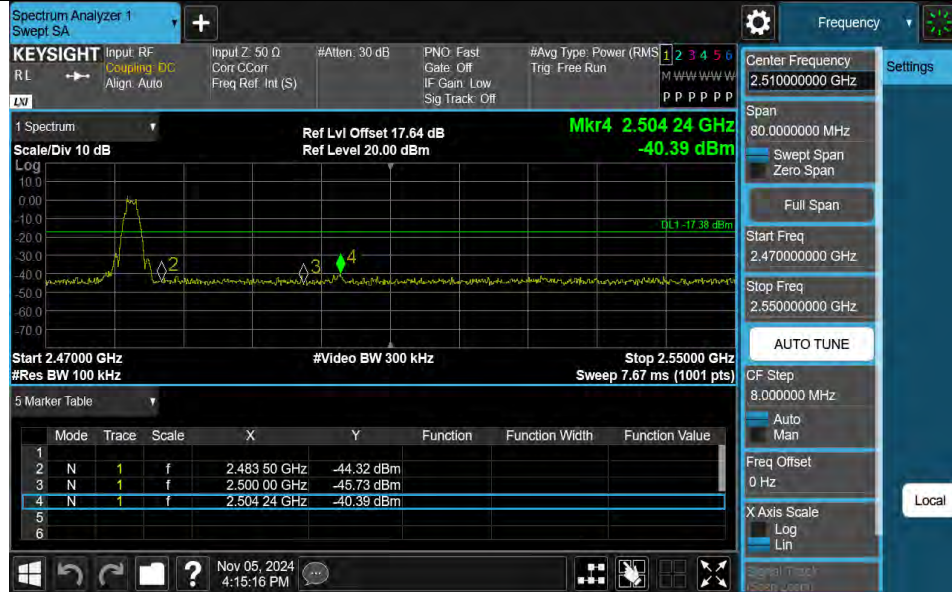 Spectrum Analyzer 1
Swept SA
+
Frequency
KEYSIGHT
RL
LXI
Input: RF
Coupling: DC
Align: Auto
Input Z: 50 Ω
Corr CCorr
Freq Ref: Int (S)
#Atten: 30 dB
PNO: Fast
Gate: Off
IF Gain: Low
Sig Track: Off
#Avg Type: Power (RMS
Trig: Free Run
1 2 3 4 5 6
M W W W W W
P P P P P P
1 Spectrum
Scale/Div 10 dB
Ref Lvl Offset 17.64 dB
Ref Level 20.00 dBm
Mkr4 2.504 24 GHz
-40.39 dBm
Log
10.0
0.00
-10.0
-20.0
-30.0
-40.0
-50.0
-60.0
-70.0
DL1 -17.38 dBm
2
3
4
Start 2.47000 GHz
#Res BW 100 kHz
#Video BW 300 kHz
Stop 2.55000 GHz
Sweep 7.67 ms (1001 pts)
5 Marker Table
Mode Trace Scale X Y Function Function Width Function Value
1
2 N 1 f 2.483 50 GHz -44.32 dBm
3 N 1 f 2.500 00 GHz -45.73 dBm
4 N 1 f 2.504 24 GHz -40.39 dBm
5
6
?
Nov 05, 2024
4:15:16 PM
Center Frequency
2.510000000 GHz
Settings
Span
80.0000000 MHz
Swept Span
Zero Span
Full Span
Start Freq
2.470000000 GHz
Stop Freq
2.550000000 GHz
AUTO TUNE
CF Step
8.000000 MHz
Auto
Man
Freq Offset
0 Hz
Local
X Axis Scale
Log
Lin
Signal Track
(Span Zoom)